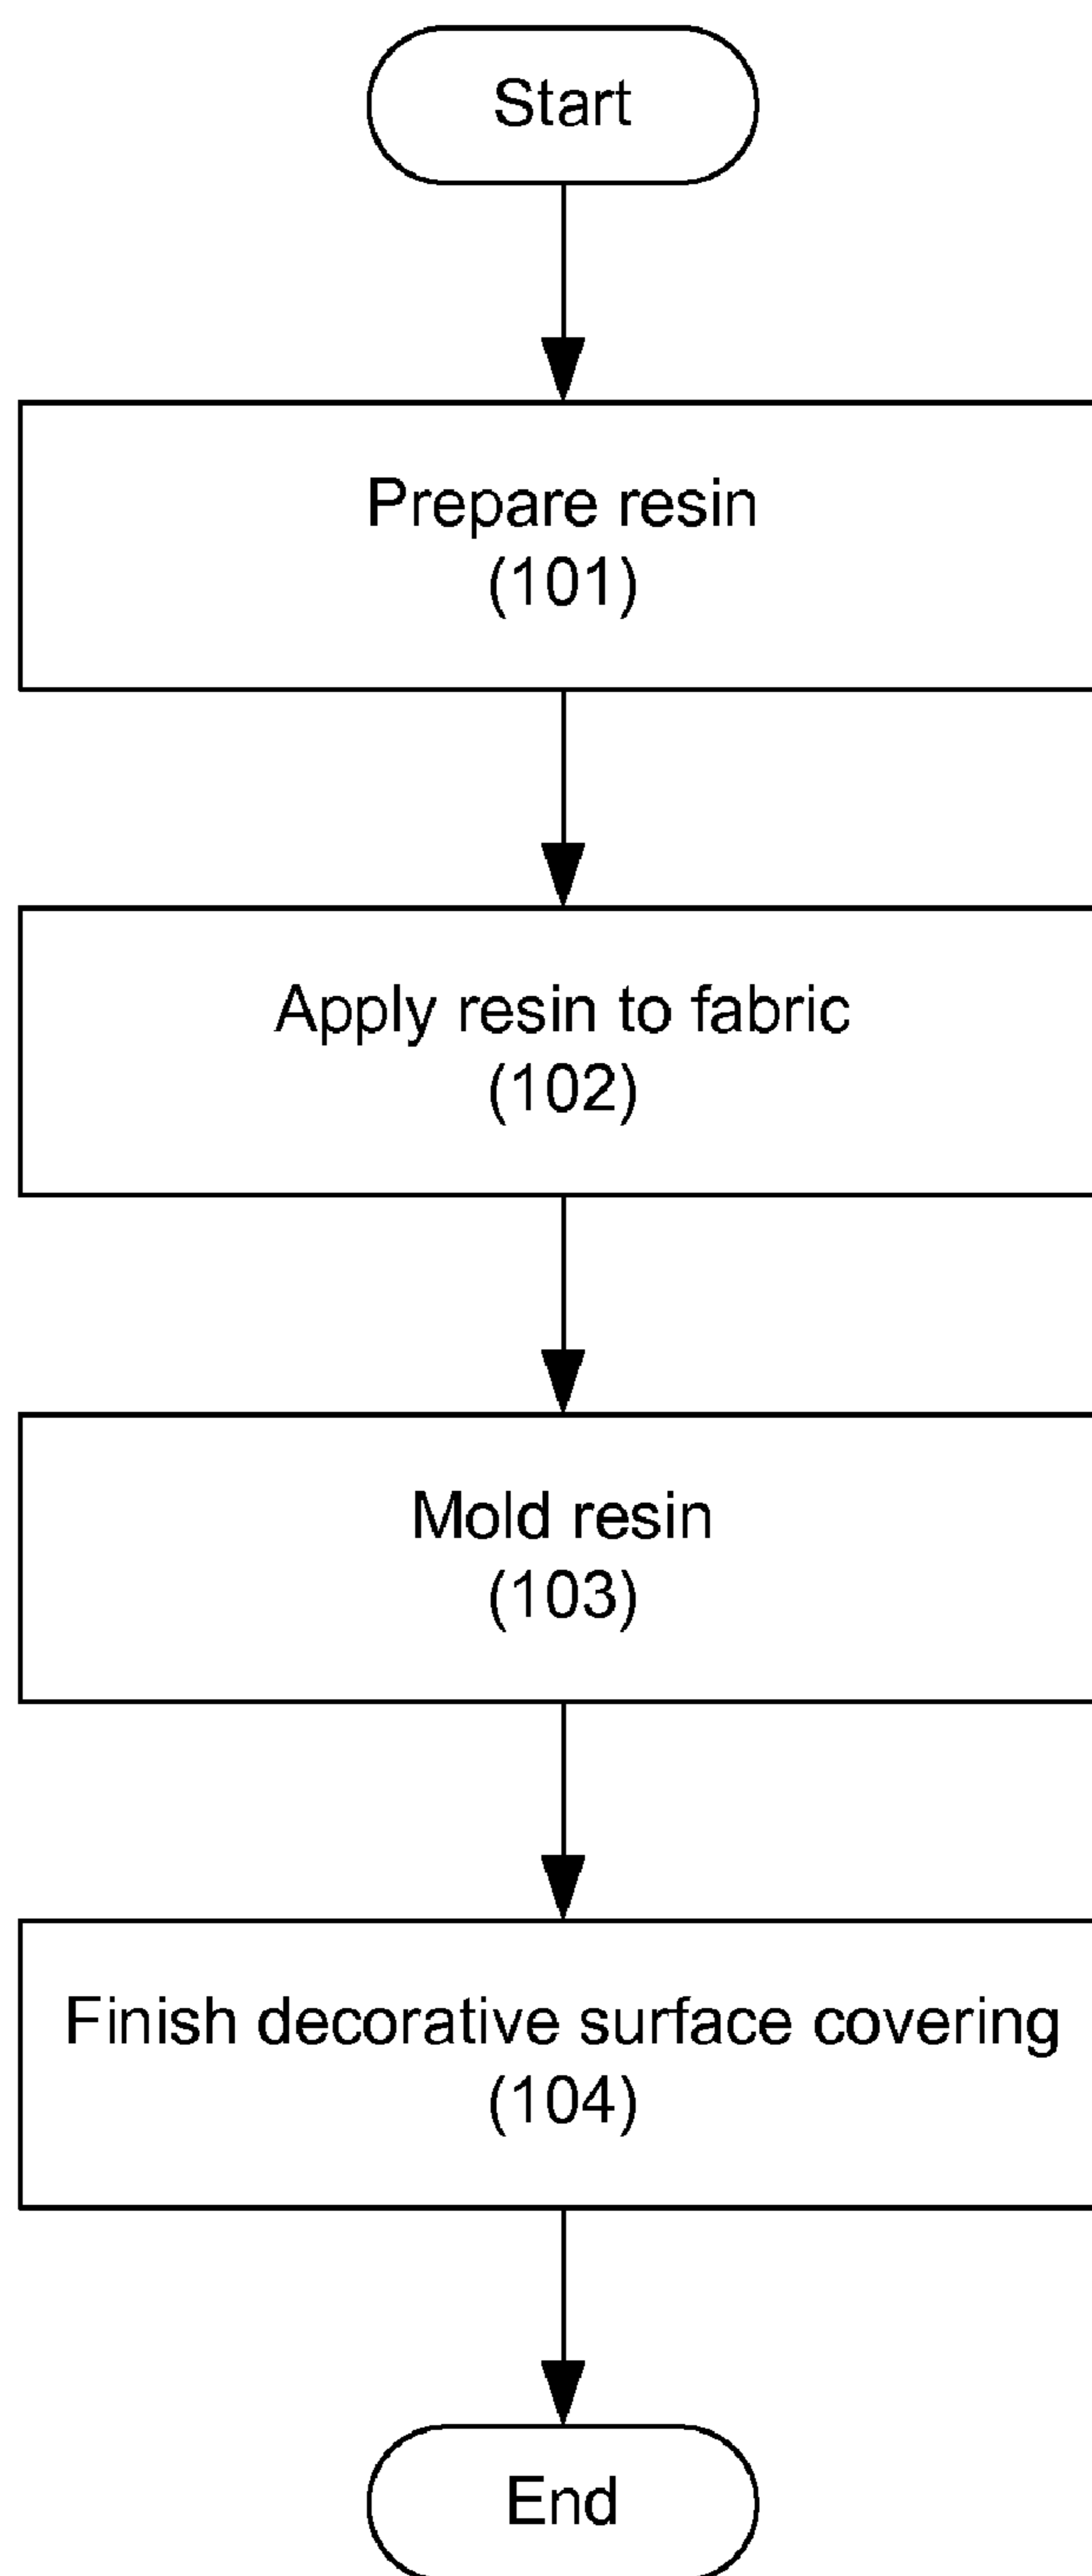 Start
Prepare resin
(101)
Apply resin to fabric
(102)
Mold resin
(103)
Finish decorative surface covering
(104)
End